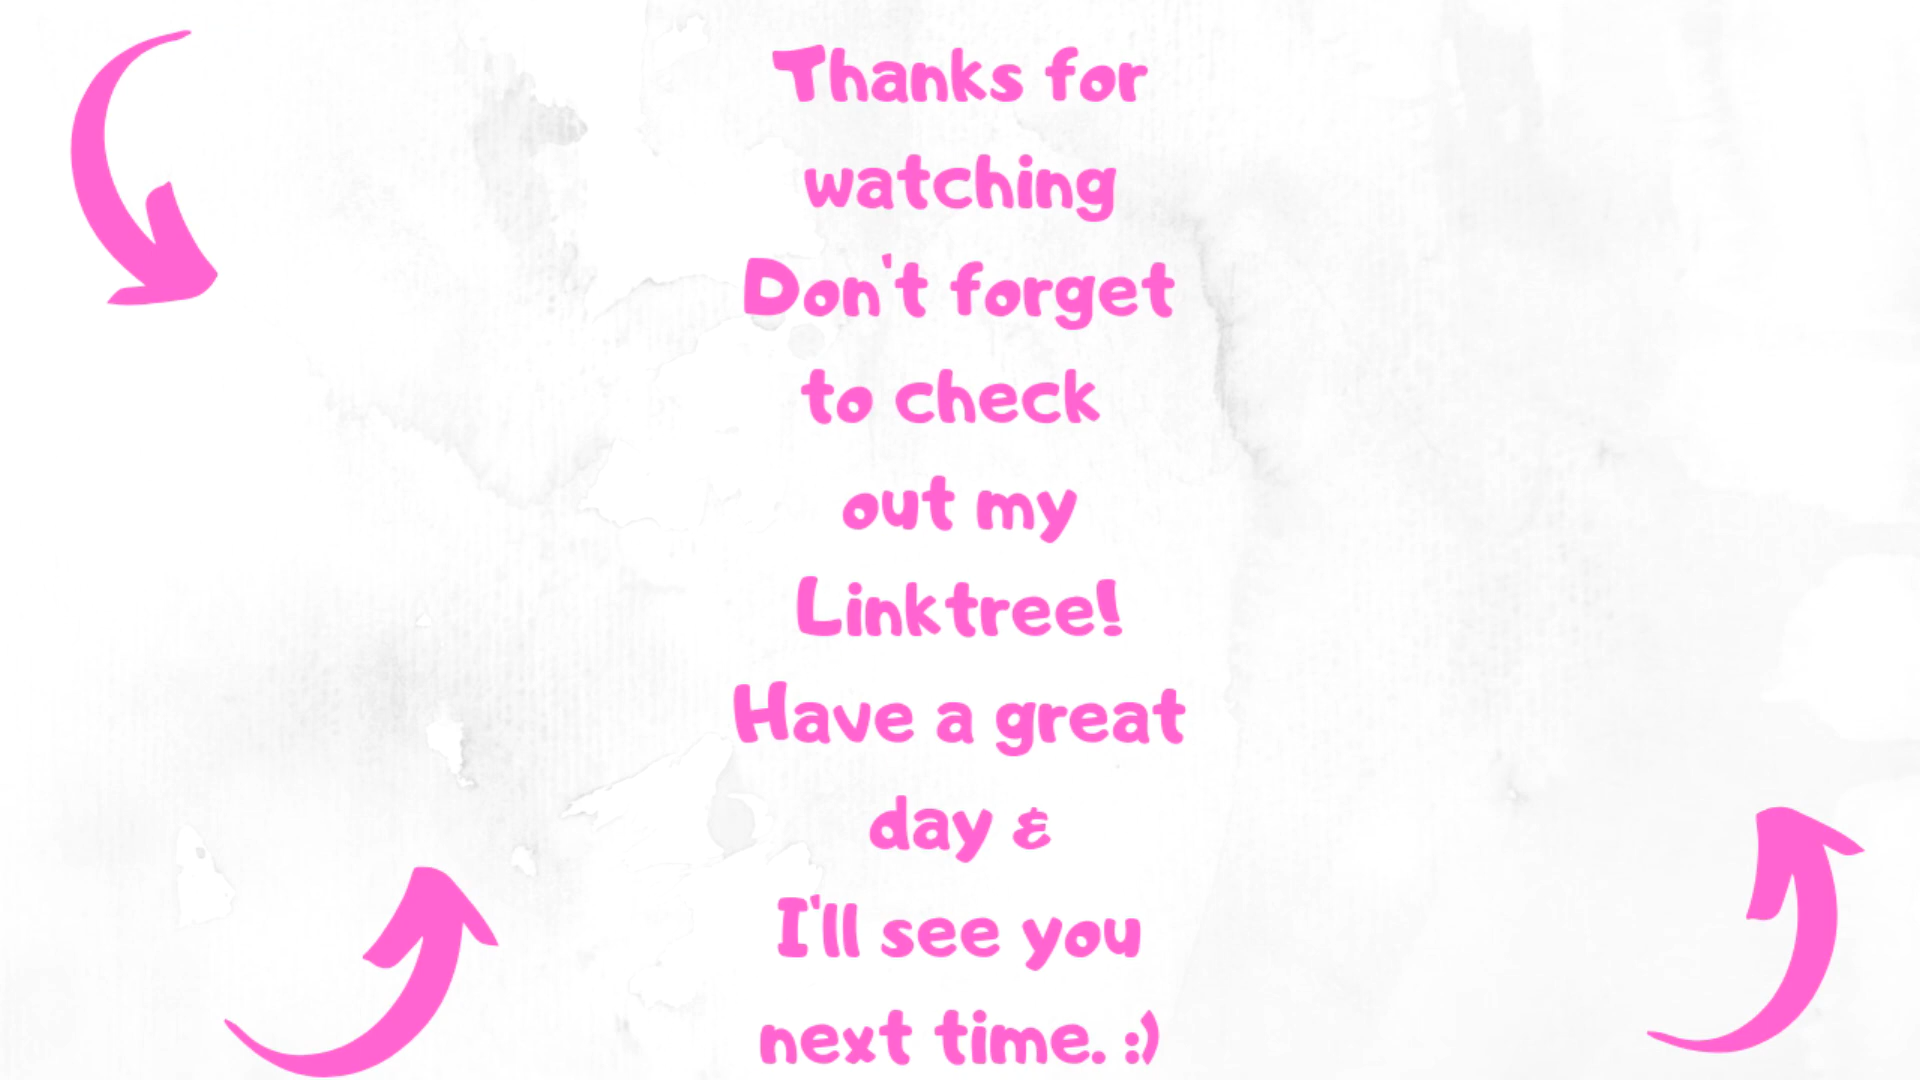 Thanks for
watching
Don't forget
to check
out my
Linktree!
Have a great
day &
I'll see you
next time. :)